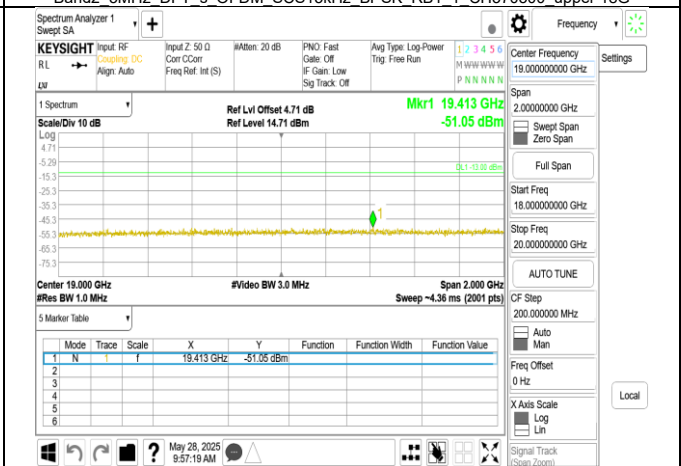 Spectrum Analyzer 1
Swept SA
+
Frequency
KEYSIGHT
RL
Input: RF
Coupling: DC
Align: Auto
Input Z: 50 Ω
Corr CCorr
Freq Ref: Int (S)
#Atten: 20 dB
PNO: Fast
Gate: Off
IF Gain: Low
Sig Track: Off
Avg Type: Log-Power
Trig: Free Run
1 2 3 4 5 6
M W W W W W
P N N N N N
Center Frequency
19.000000000 GHz
Settings
Span
2.00000000 GHz
Swept Span
Zero Span
Full Span
Start Freq
18.000000000 GHz
Stop Freq
20.000000000 GHz
AUTO TUNE
CF Step
200.000000 MHz
Auto
Man
Freq Offset
0 Hz
X Axis Scale
Log
Lin
Signal Track
(Span Zoom)
Local
1 Spectrum
Scale/Div 10 dB
Ref Lvl Offset 4.71 dB
Ref Level 14.71 dBm
Mkr1 19.413 GHz
-51.05 dBm
Log
4.71
-5.29
-15.3
-25.3
-35.3
-45.3
-55.3
-65.3
-75.3
DL1 -13.00 dBm
1
Center 19.000 GHz
#Video BW 3.0 MHz
Span 2.000 GHz
#Res BW 1.0 MHz
Sweep ~4.36 ms (2001 pts)
5 Marker Table
Mode Trace Scale X Y Function Function Width Function Value
1 N 1 f 19.413 GHz -51.05 dBm
2
3
4
5
6
?
May 28, 2025
9:57:19 AM